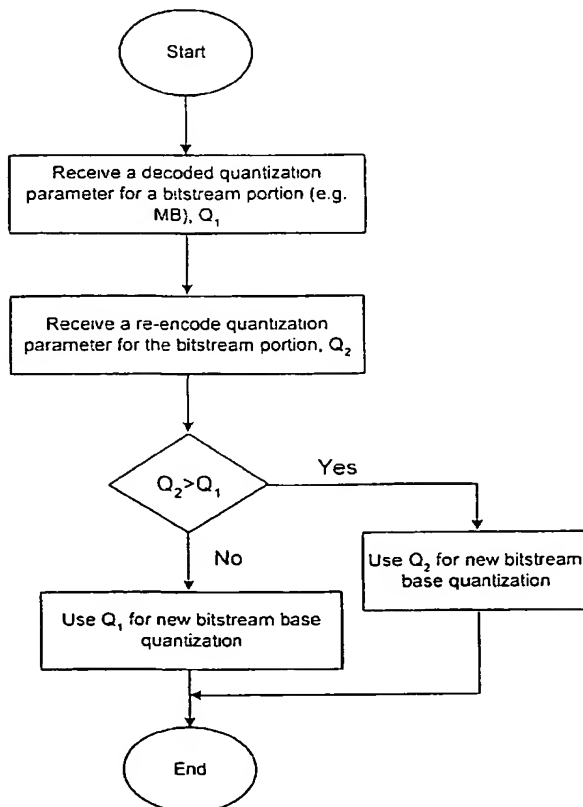 Start
Receive a decoded quantization
parameter for a bitstream portion (e.g.
MB), Q₁
Receive a re-encode quantization
parameter for the bitstream portion, Q₂
Q₂>Q₁
Yes
No
Use Q₂ for new bitstream
base quantization
Use Q₁ for new bitstream base
quantization
End